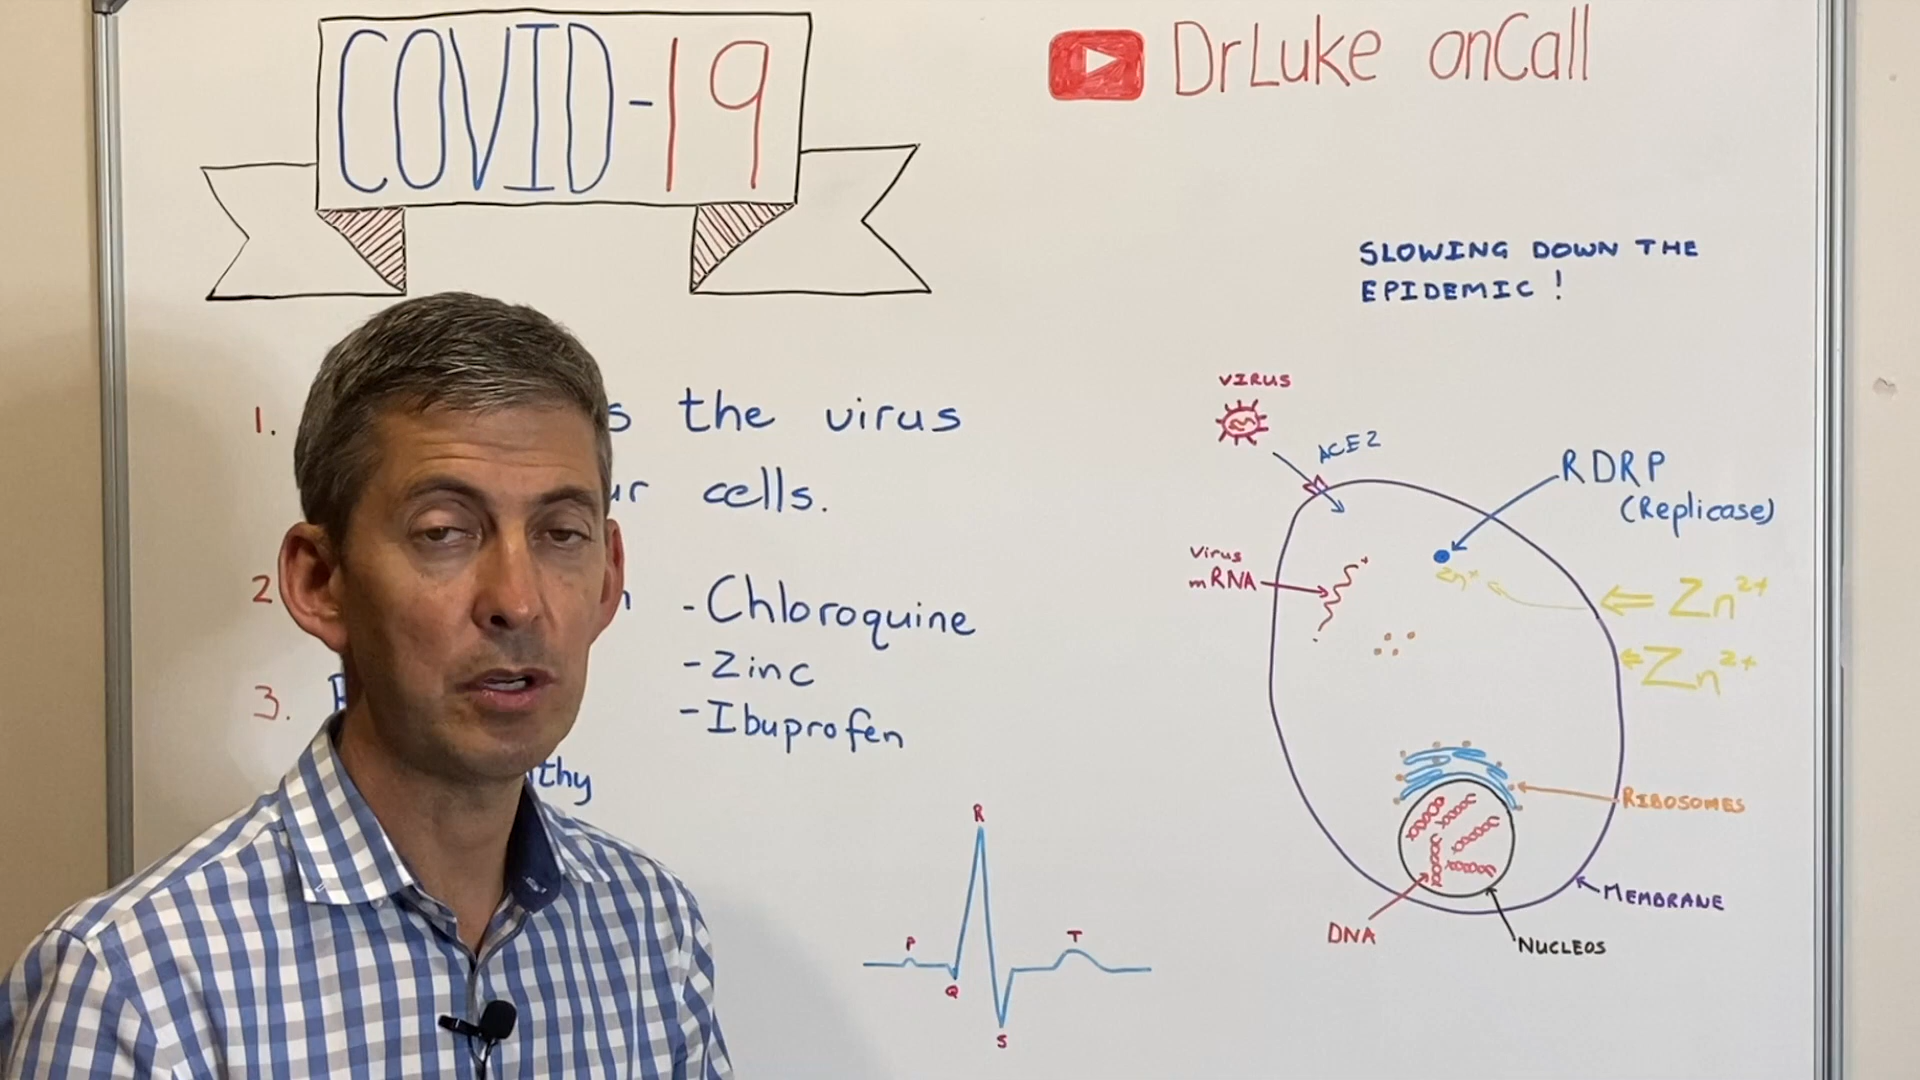 COVID-19
DrLuke onCall
SLOWING DOWN THE
EPIDEMIC !
1. the virus
cells.
2 - Chloroquine
- Zinc
3.
- Ibuprofen
VIRUS
ACE2
RDRP
(Replicase)
Virus
mRNA
Zn+
Zn2+
Zn2+
RIBOSOMES
MEMBRANE
DNA
NUCLEOS
R
P
T
Q
S